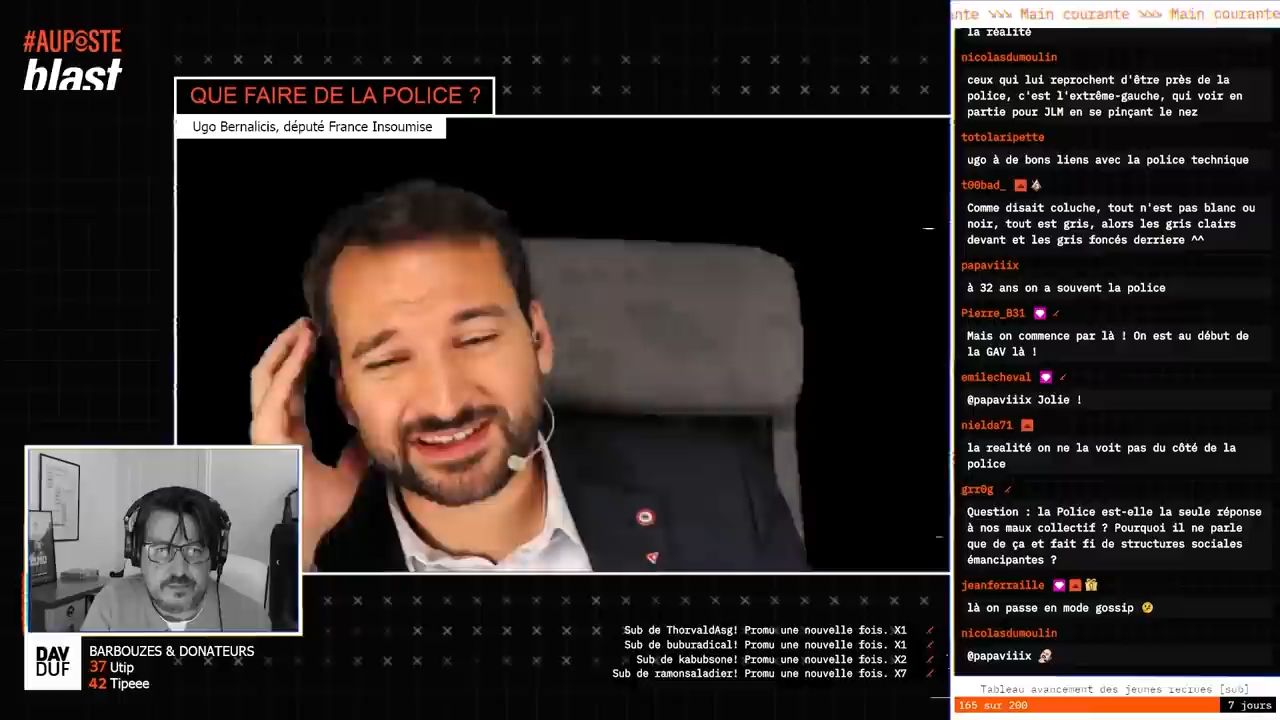 #AUPOSTE
blast
QUE FAIRE DE LA POLICE ?
Ugo Bernalicis, député France Insoumise
DAV
DUF
BARBOUZES & DONATEURS
37 Utip
42 Tipeee
Sub de ThorvaldAsg! Promu une nouvelle fois. X1
Sub de buburadical! Promu une nouvelle fois. X1
Sub de kabubsone! Promu une nouvelle fois. X2
Sub de ramonsaladier! Promu une nouvelle fois. X7
ante >>> Main courante >>> Main courante
la réalité
nicolasdumoulin
ceux qui lui reprochent d'être près de la
police, c'est l'extrême-gauche, qui voir en
partie pour JLM en se pinçant le nez
totolaripette
ugo à de bons liens avec la police technique
t00bad_
Comme disait coluche, tout n'est pas blanc ou
noir, tout est gris, alors les gris clairs
devant et les gris foncés derriere ^^
papaviiix
à 32 ans on a souvent la police
Pierre_B31
Mais on commence par là ! On est au début de
la GAV là !
emilecheval
@papaviiix Jolie !
nielda71
la realité on ne la voit pas du côté de la
police
grr0g
Question : la Police est-elle la seule réponse
à nos maux collectif ? Pourquoi il ne parle
que de ça et fait fi de structures sociales
émancipantes ?
jeanferraille
là on passe en mode gossip 🤔
nicolasdumoulin
@papaviiix
Tableau avancement des jeunes recrues [sub]
165 sur 200
7 jours